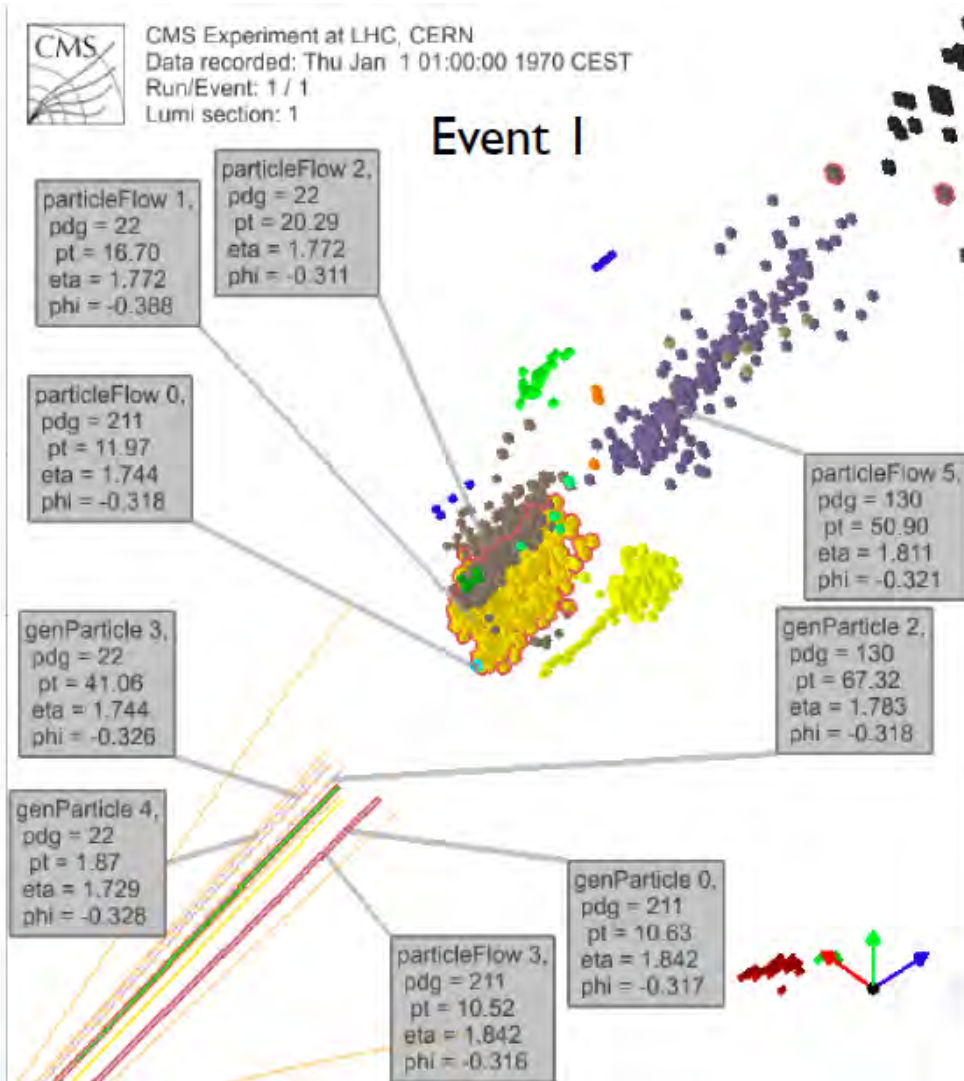 CMS
CMS Experiment at LHC, CERN
Data recorded: Thu Jan 1 01:00:00 1970 CEST
Run/Event: 1 / 1
Lumi section: 1
Event 1
particleFlow 2,
pdg = 22
pt = 20.29
eta = 1.772
phi = -0.311
particleFlow 1,
pdg = 22
pt = 16.70
eta = 1.772
phi = -0.388
particleFlow 0,
pdg = 211
pt = 11.97
eta = 1.744
phi = -0.318
particleFlow 5,
pdg = 130
pt = 50.90
eta = 1.811
phi = -0.321
genParticle 3,
pdg = 22
pt = 41.06
eta = 1.744
phi = -0.326
genParticle 2,
pdg = 130
pt = 67.32
eta = 1.783
phi = -0.318
genParticle 4,
pdg = 22
pt = 1.87
eta = 1.729
phi = -0.328
genParticle 0,
pdg = 211
pt = 10.63
eta = 1.842
phi = -0.317
particleFlow 3,
pdg = 211
pt = 10.52
eta = 1.842
phi = -0.316